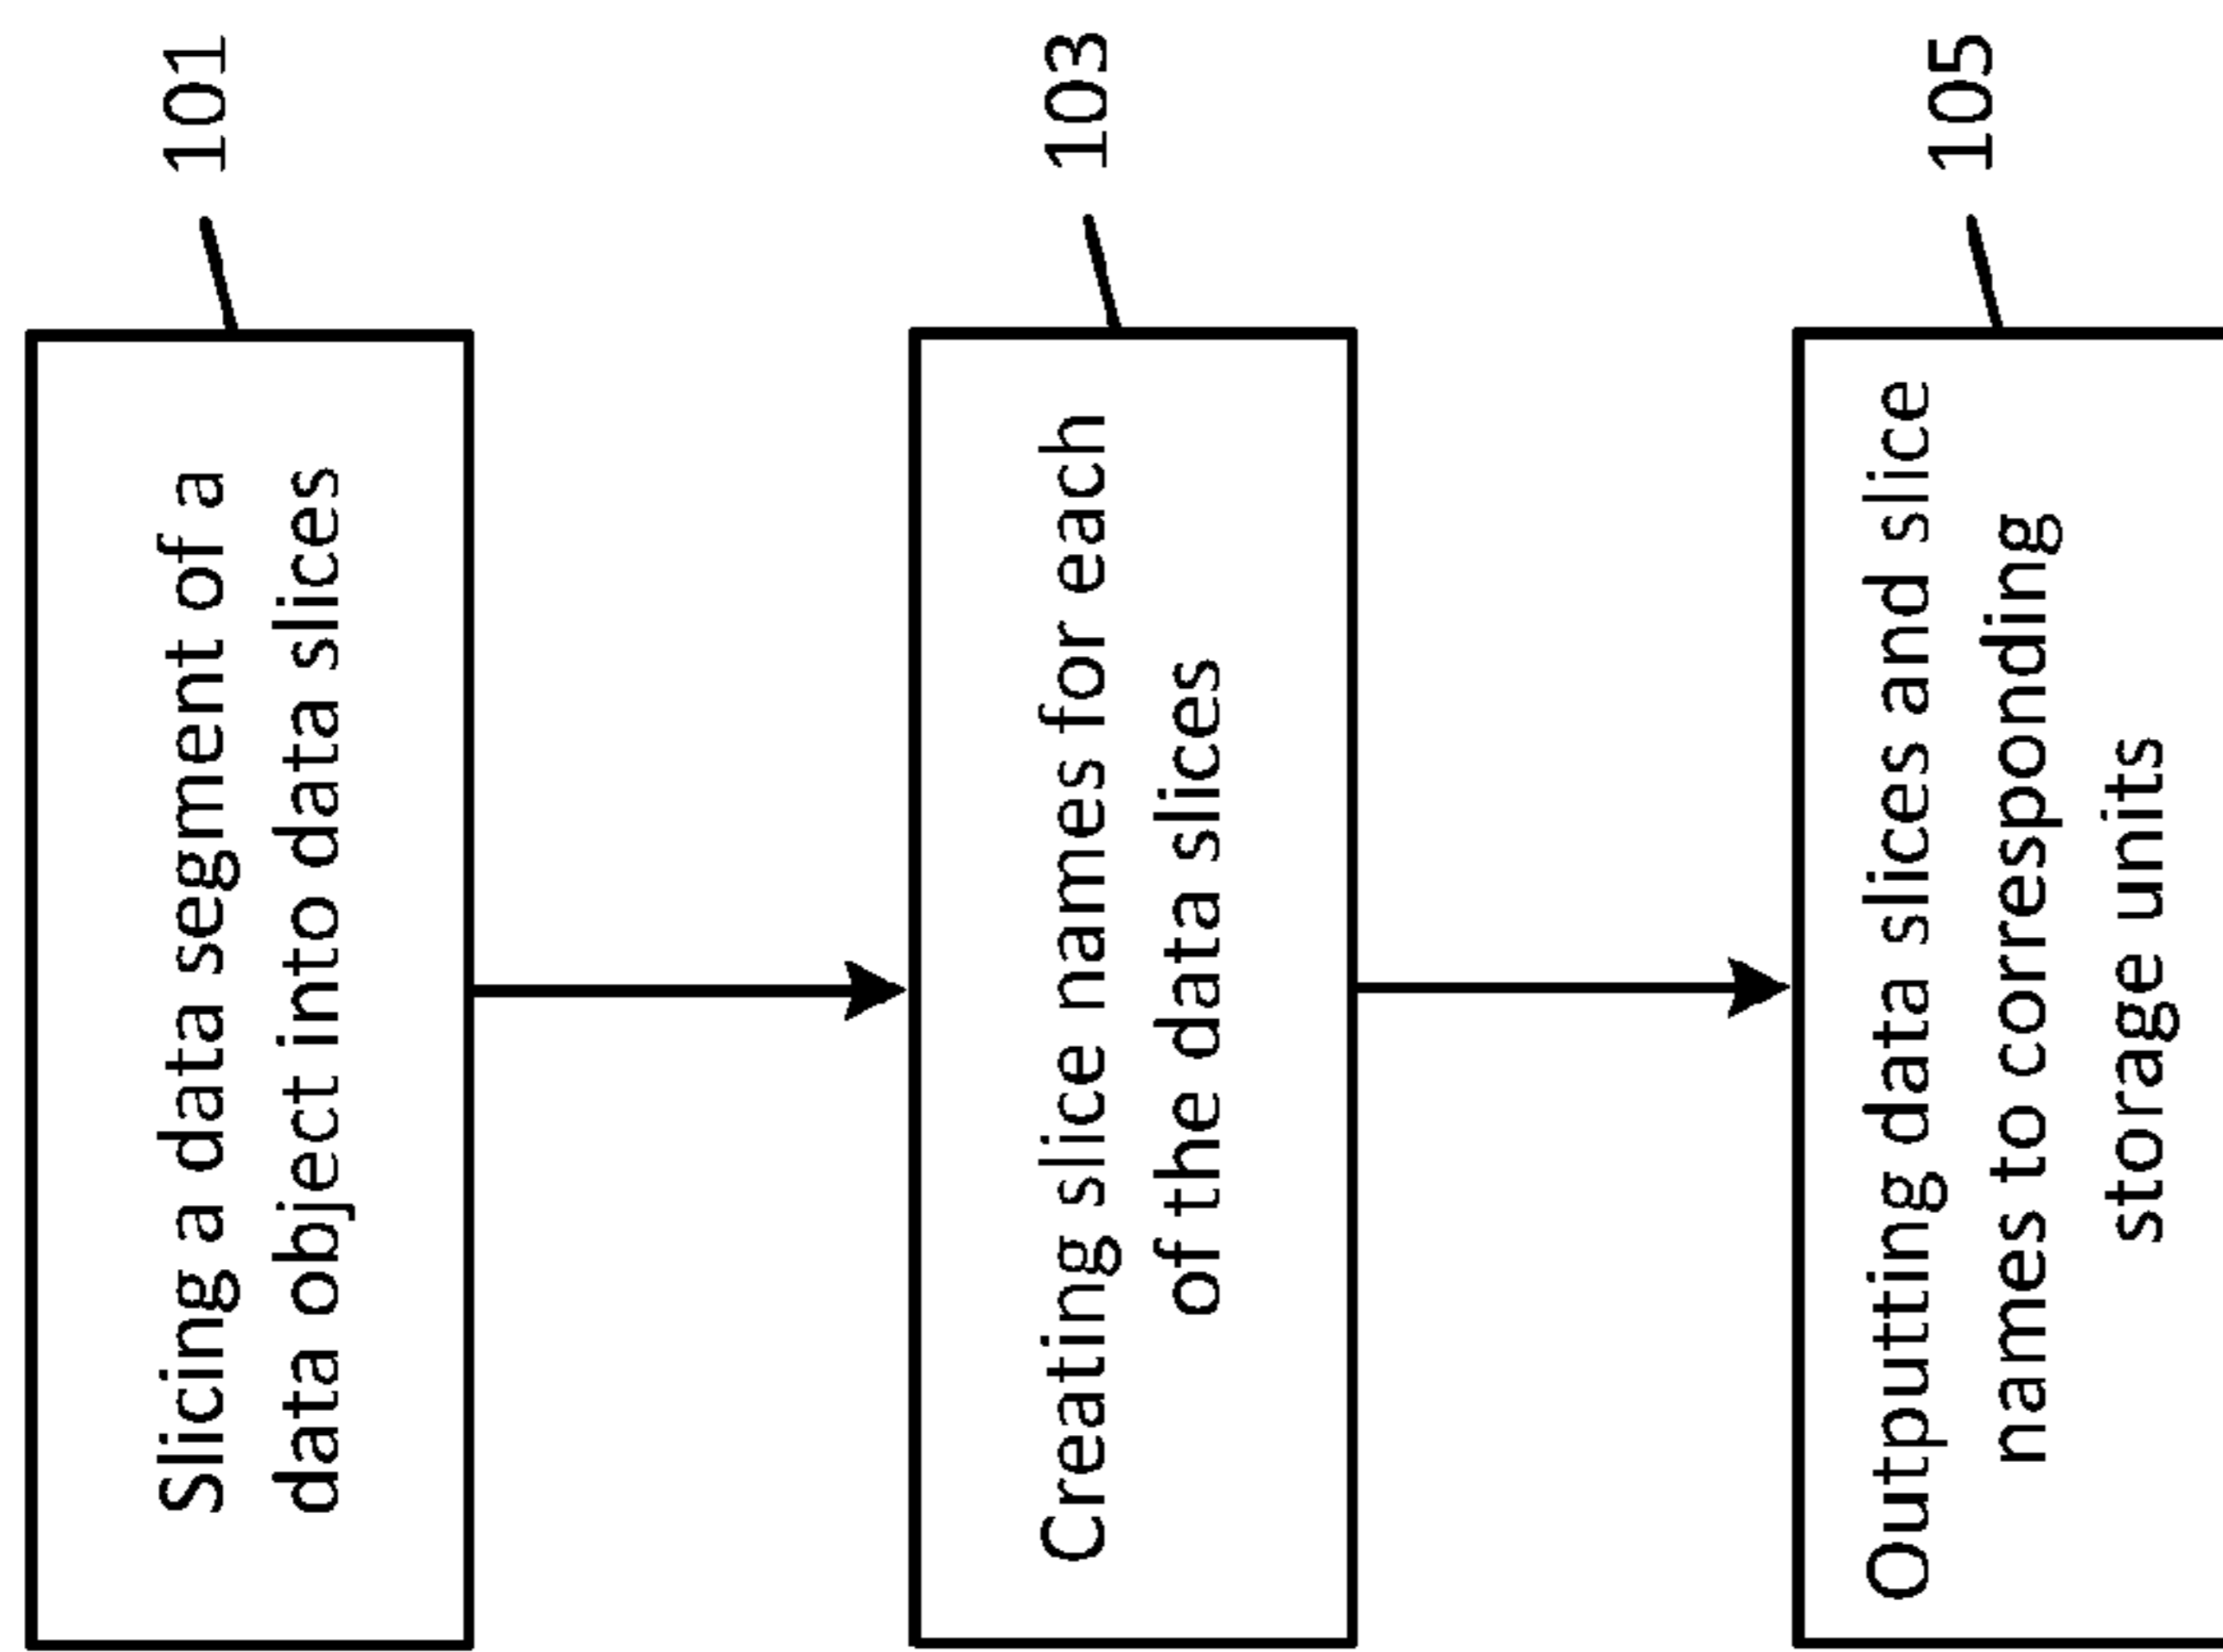 Slicing a data segment of a
data object into data slices
101
Creating slice names for each
of the data slices
103
Outputting data slices and slice
names to corresponding
storage units
105